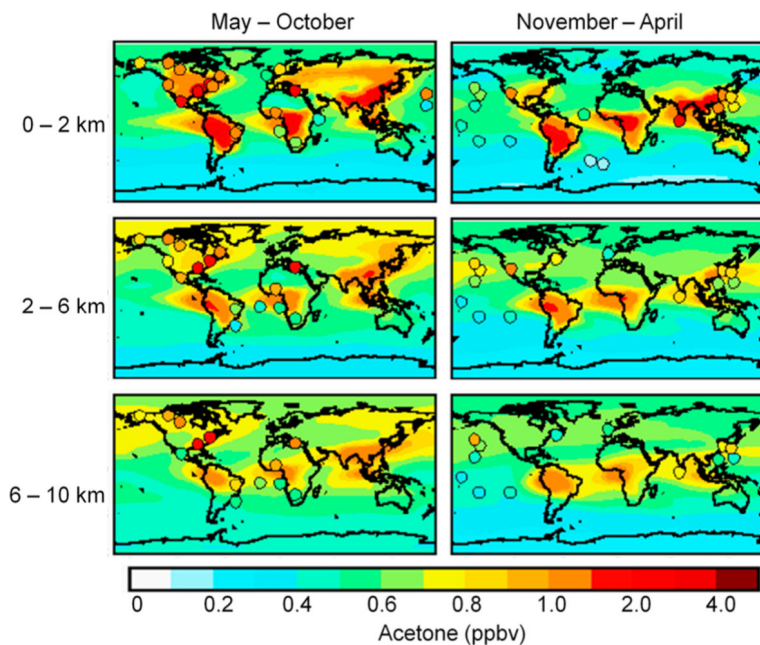 May – October
November – April
0 – 2 km
2 – 6 km
6 – 10 km
0 0.2 0.4 0.6 0.8 1.0 2.0 4.0
Acetone (ppbv)